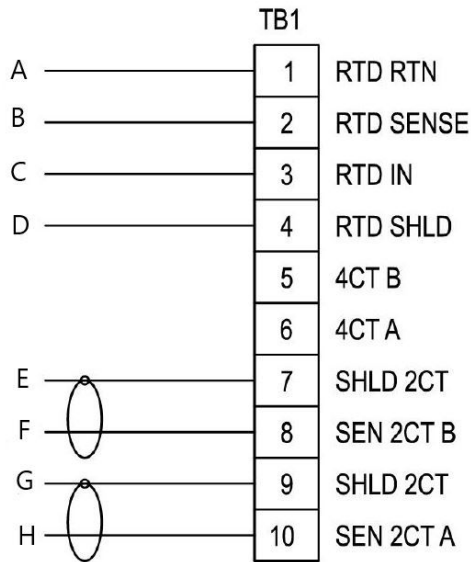 TB1
A 1 RTD RTN
B 2 RTD SENSE
C 3 RTD IN
D 4 RTD SHLD
5 4CT B
6 4CT A
E 7 SHLD 2CT
F 8 SEN 2CT B
G 9 SHLD 2CT
H 10 SEN 2CT A